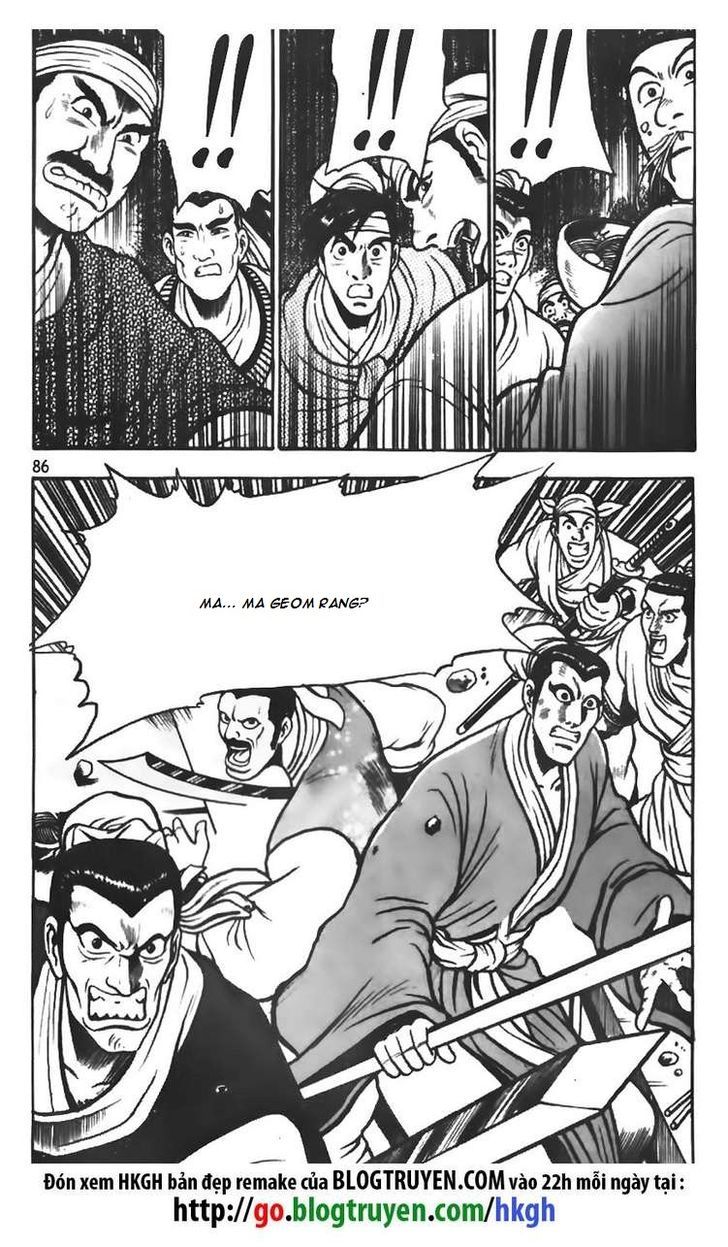 !!
!!
!!
86
MA... MA GEOM RANG?
Đón xem HKGH bản đẹp remake của BLOGTRUYEN.COM vào 22h mỗi ngày tại :
http://go.blogtruyen.com/hkgh